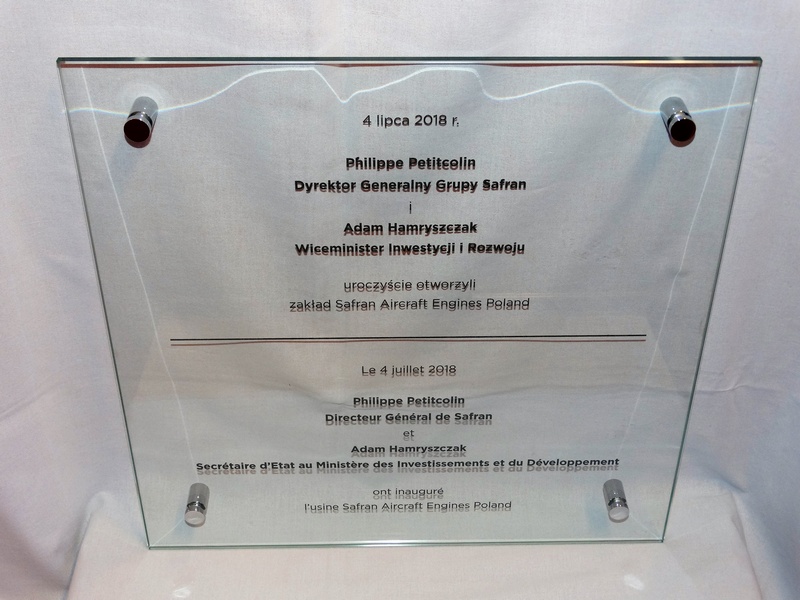 4 lipca 2018 r.
Philippe Petitcolin
Dyrektor Generalny Grupy Safran
i
Adam Hamryszczak
Wiceminister Inwestycji i Rozwoju
uroczyście otworzyli
zakład Safran Aircraft Engines Poland
Le 4 juillet 2018
Philippe Petitcolin
Directeur Général de Safran
et
Adam Hamryszczak
Secrétaire d'Etat au Ministère des Investissements et du Développement
ont inauguré
l'usine Safran Aircraft Engines Poland